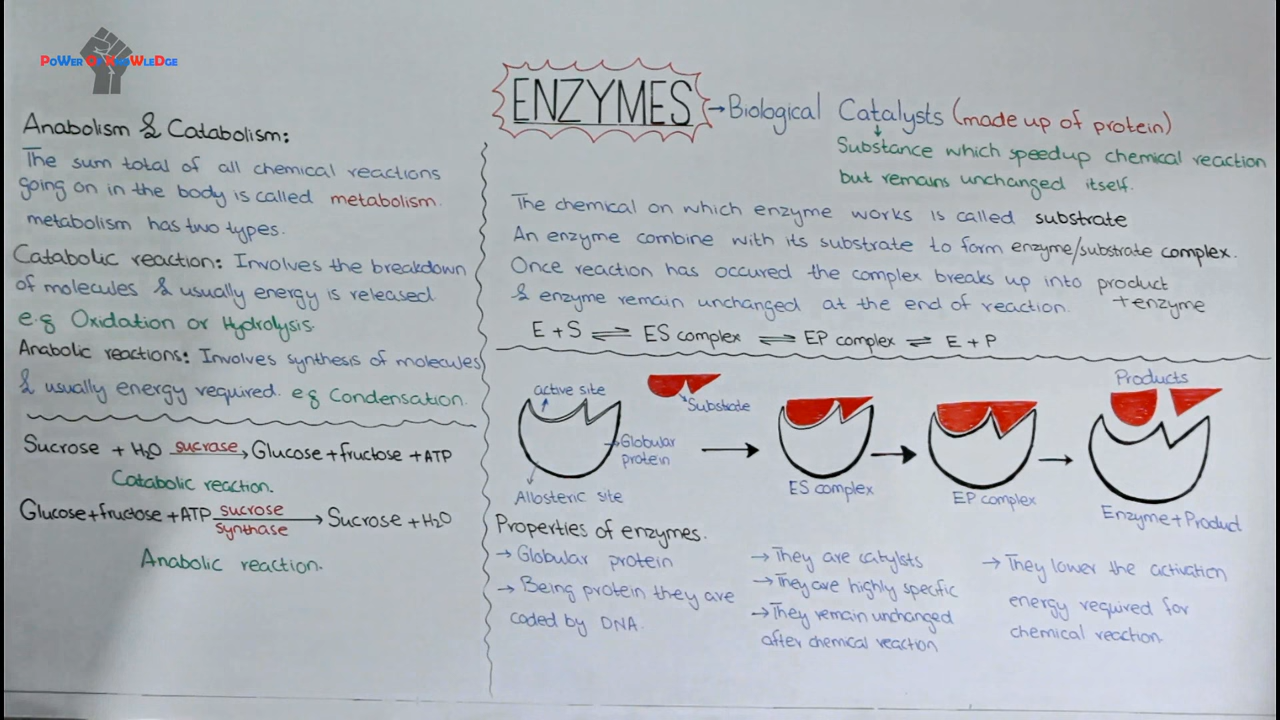 PoWer Of KnoWLeDge
Anabolism & Catabolism:
The sum total of all chemical reactions
going on in the body is called metabolism.
metabolism has two types.
Catabolic reaction: Involves the breakdown
of molecules & usually energy is released
e.g Oxidation or Hydrolysis.
Anabolic reactions: Involves synthesis of molecules
& usually energy required. eg Condensation.
Sucrose + H₂O sucrase → Glucose + fructose + ATP
Catabolic reaction.
Glucose + fructose + ATP sucrose synthase → Sucrose + H₂O
Anabolic reaction.
ENZYMES → Biological Catalysts (made up of protein)
Substance which speedup chemical reaction
but remains unchanged itself.
The chemical on which enzyme works is called substrate
An enzyme combine with its substrate to form enzyme/substrate complex.
Once reaction has occured the complex breaks up into product
& enzyme remain unchanged at the end of reaction. + enzyme
E + S ⇌ ES complex ⇌ EP complex ⇌ E + P
active site
Substrate
Globular
protein
Allosteric site
ES complex
EP complex
Products
Enzyme + Product
Properties of enzymes.
→ Globular protein
→ Being protein they are
coded by DNA.
→ They are catylsts
→ They are highly specific
→ They remain unchanged
after chemical reaction
→ They lower the activation
energy required for
chemical reaction.